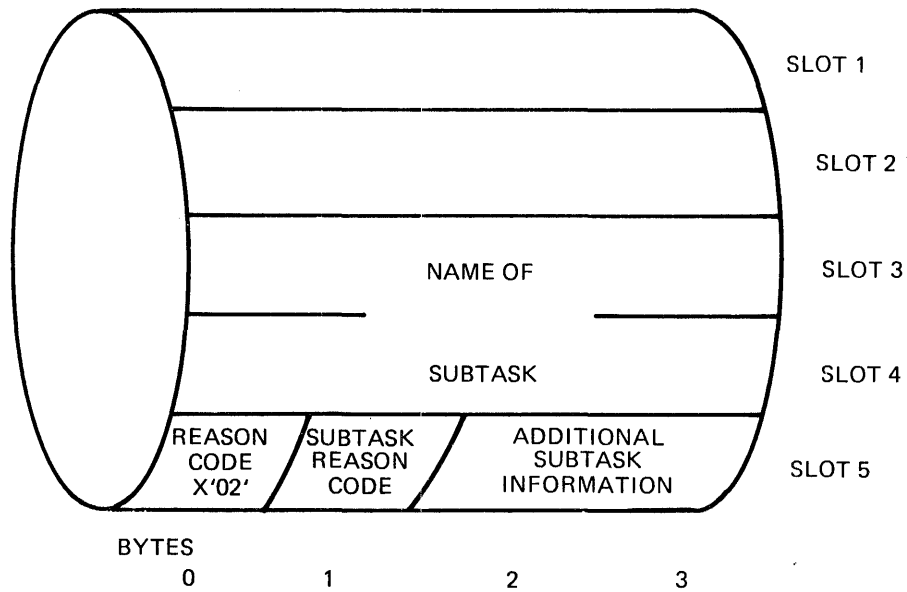 SLOT 1
SLOT 2
NAME OF
SLOT 3
SUBTASK
SLOT 4
REASON
CODE
X'02'
SUBTASK
REASON
CODE
ADDITIONAL
SUBTASK
INFORMATION
SLOT 5
BYTES
0 1 2 3